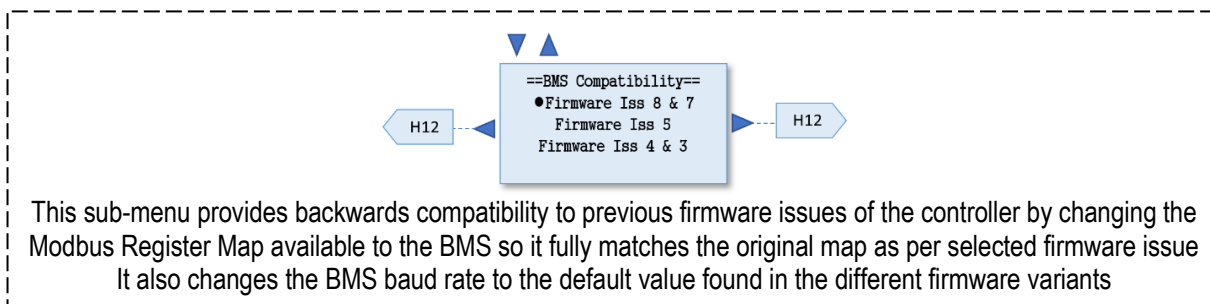 ==BMS Compatibility==
●Firmware Iss 8 & 7
Firmware Iss 5
Firmware Iss 4 & 3
H12
H12
This sub-menu provides backwards compatibility to previous firmware issues of the controller by changing the
Modbus Register Map available to the BMS so it fully matches the original map as per selected firmware issue
It also changes the BMS baud rate to the default value found in the different firmware variants